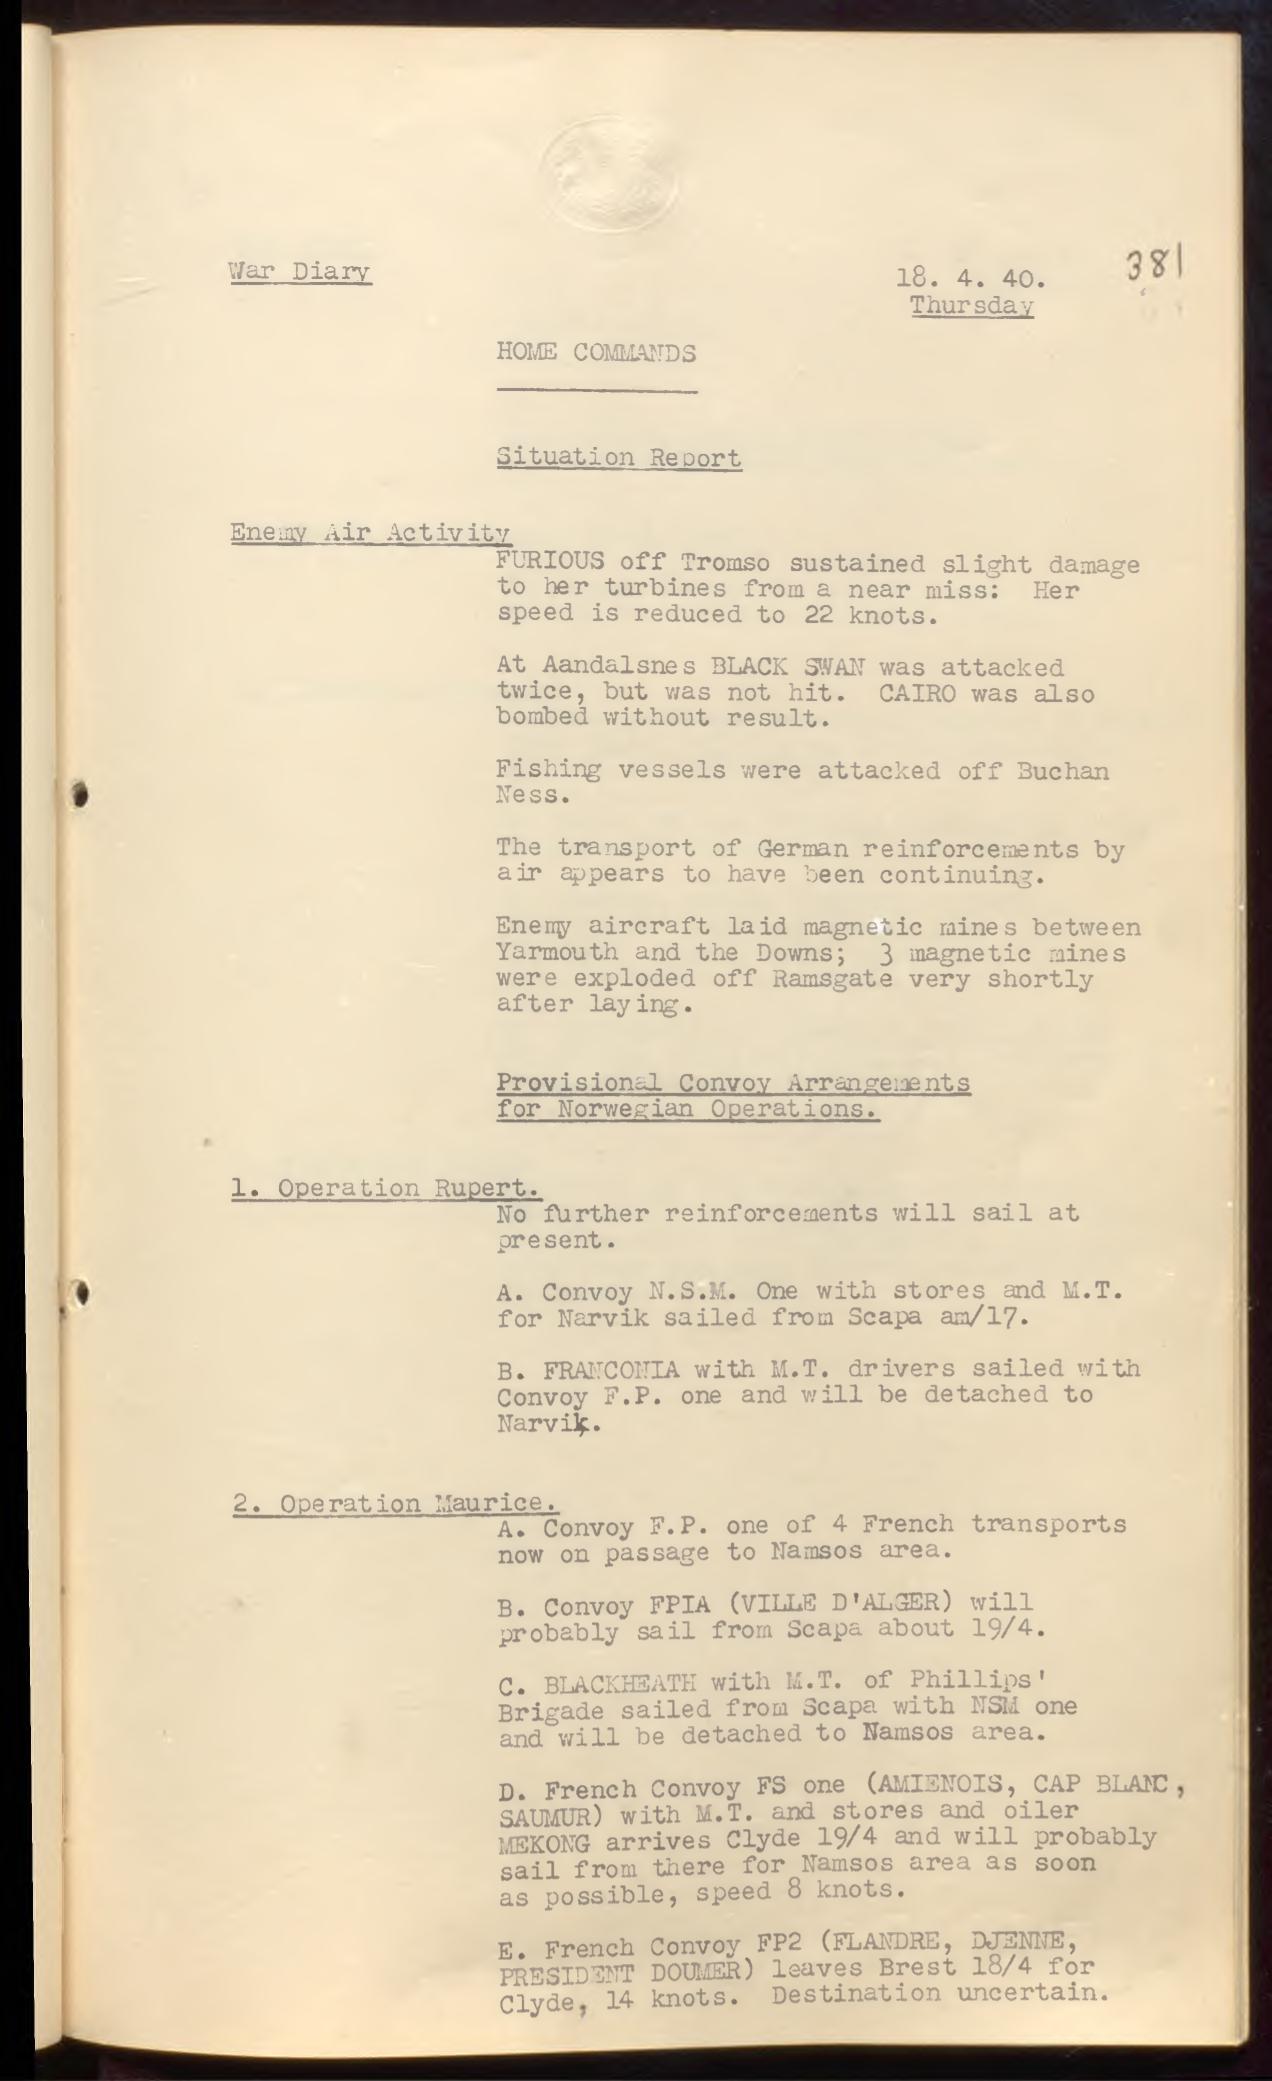 War Diary
18. 4. 40.
381
Thursday
HOME COMMANDS
Situation Report
Enemy Air Activity
FURIOUS off Tromso sustained slight damage
to her turbines from a near miss: Her
speed is reduced to 22 knots.
At Aandalsnes BLACK SWAN was attacked
twice, but was not hit. CAIRO was also
bombed without result.
Fishing vessels were attacked off Buchan
Ness.
The transport of German reinforcements by
air appears to have been continuing.
Enemy aircraft laid magnetic mines between
Yarmouth and the Downs; 3 magnetic mines
were exploded off Ramsgate very shortly
after laying.
Provisional Convoy Arrangements
for Norwegian Operations.
1. Operation Rupert.
No further reinforcements will sail at
present.
A. Convoy N.S.M. One with stores and M.T.
for Narvik sailed from Scapa am/17.
B. FRANCONIA with M.T. drivers sailed with
Convoy F.P. one and will be detached to
Narvik.
2. Operation Maurice.
A. Convoy F.P. one of 4 French transports
now on passage to Namsos area.
B. Convoy FPIA (VILLE D'ALGER) will
probably sail from Scapa about 19/4.
C. BLACKHEATH with M.T. of Phillips'
Brigade sailed from Scapa with NSM one
and will be detached to Namsos area.
D. French Convoy FS one (AMIENOIS, CAP BLANC,
SAUMUR) with M.T. and stores and oiler
MEKONG arrives Clyde 19/4 and will probably
sail from there for Namsos area as soon
as possible, speed 8 knots.
E. French Convoy FP2 (FLANDRE, DJENNE,
PRESIDENT DOUMER) leaves Brest 18/4 for
Clyde, 14 knots. Destination uncertain.